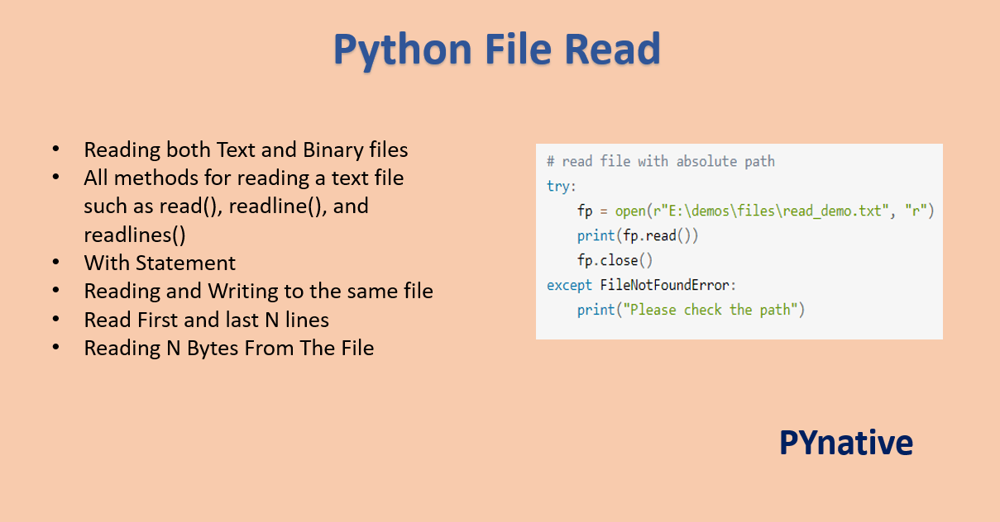 Python File Read
• Reading both Text and Binary files
• All methods for reading a text file
such as read(), readline(), and
readlines()
• With Statement
• Reading and Writing to the same file
• Read First and last N lines
• Reading N Bytes From The File
# read file with absolute path
try:
    fp = open(r"E:\demos\files\read_demo.txt", "r")
    print(fp.read())
    fp.close()
except FileNotFoundError:
    print("Please check the path")
PYnative